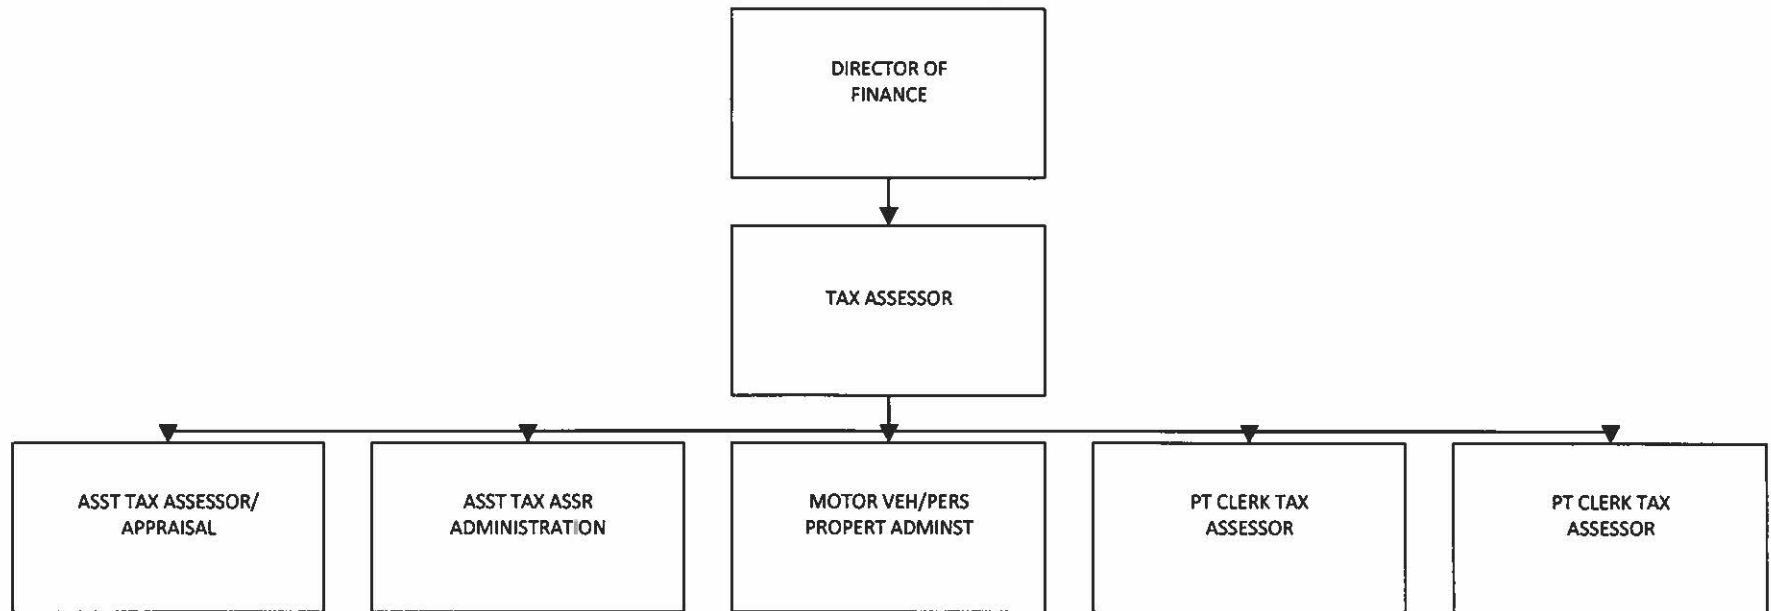 DIRECTOR OF
FINANCE
TAX ASSESSOR
ASST TAX ASSESSOR/
APPRAISAL
ASST TAX ASSR
ADMINISTRATION
MOTOR VEH/PERS
PROPERT ADMINST
PT CLERK TAX
ASSESSOR
PT CLERK TAX
ASSESSOR